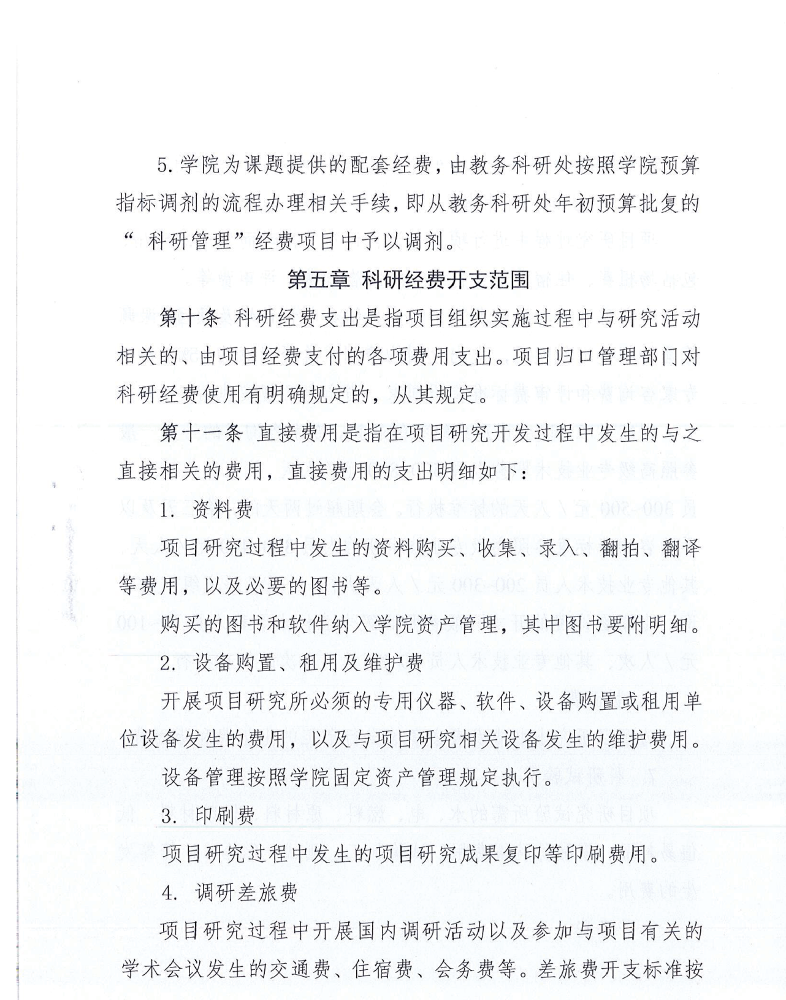 5. 学院为课题提供的配套经费，由教务科研处按照学院预算
指标调剂的流程办理相关手续，即从教务科研处年初预算批复的
“ 科研管理”经费项目中予以调剂。
第五章 科研经费开支范围
第十条 科研经费支出是指项目组织实施过程中与研究活动
相关的、由项目经费支付的各项费用支出。项目归口管理部门对
科研经费使用有明确规定的，从其规定。
第十一条 直接费用是指在项目研究开发过程中发生的与之
直接相关的费用，直接费用的支出明细如下：
1. 资料费
项目研究过程中发生的资料购买、收集、录入、翻拍、翻译
等费用，以及必要的图书等。
购买的图书和软件纳入学院资产管理，其中图书要附明细。
2. 设备购置、租用及维护费
开展项目研究所必须的专用仪器、软件、设备购置或租用单
位设备发生的费用，以及与项目研究相关设备发生的维护费用。
设备管理按照学院固定资产管理规定执行。
3. 印刷费
项目研究过程中发生的项目研究成果复印等印刷费用。
4. 调研差旅费
项目研究过程中开展国内调研活动以及参加与项目有关的
学术会议发生的交通费、住宿费、会务费等。差旅费开支标准按